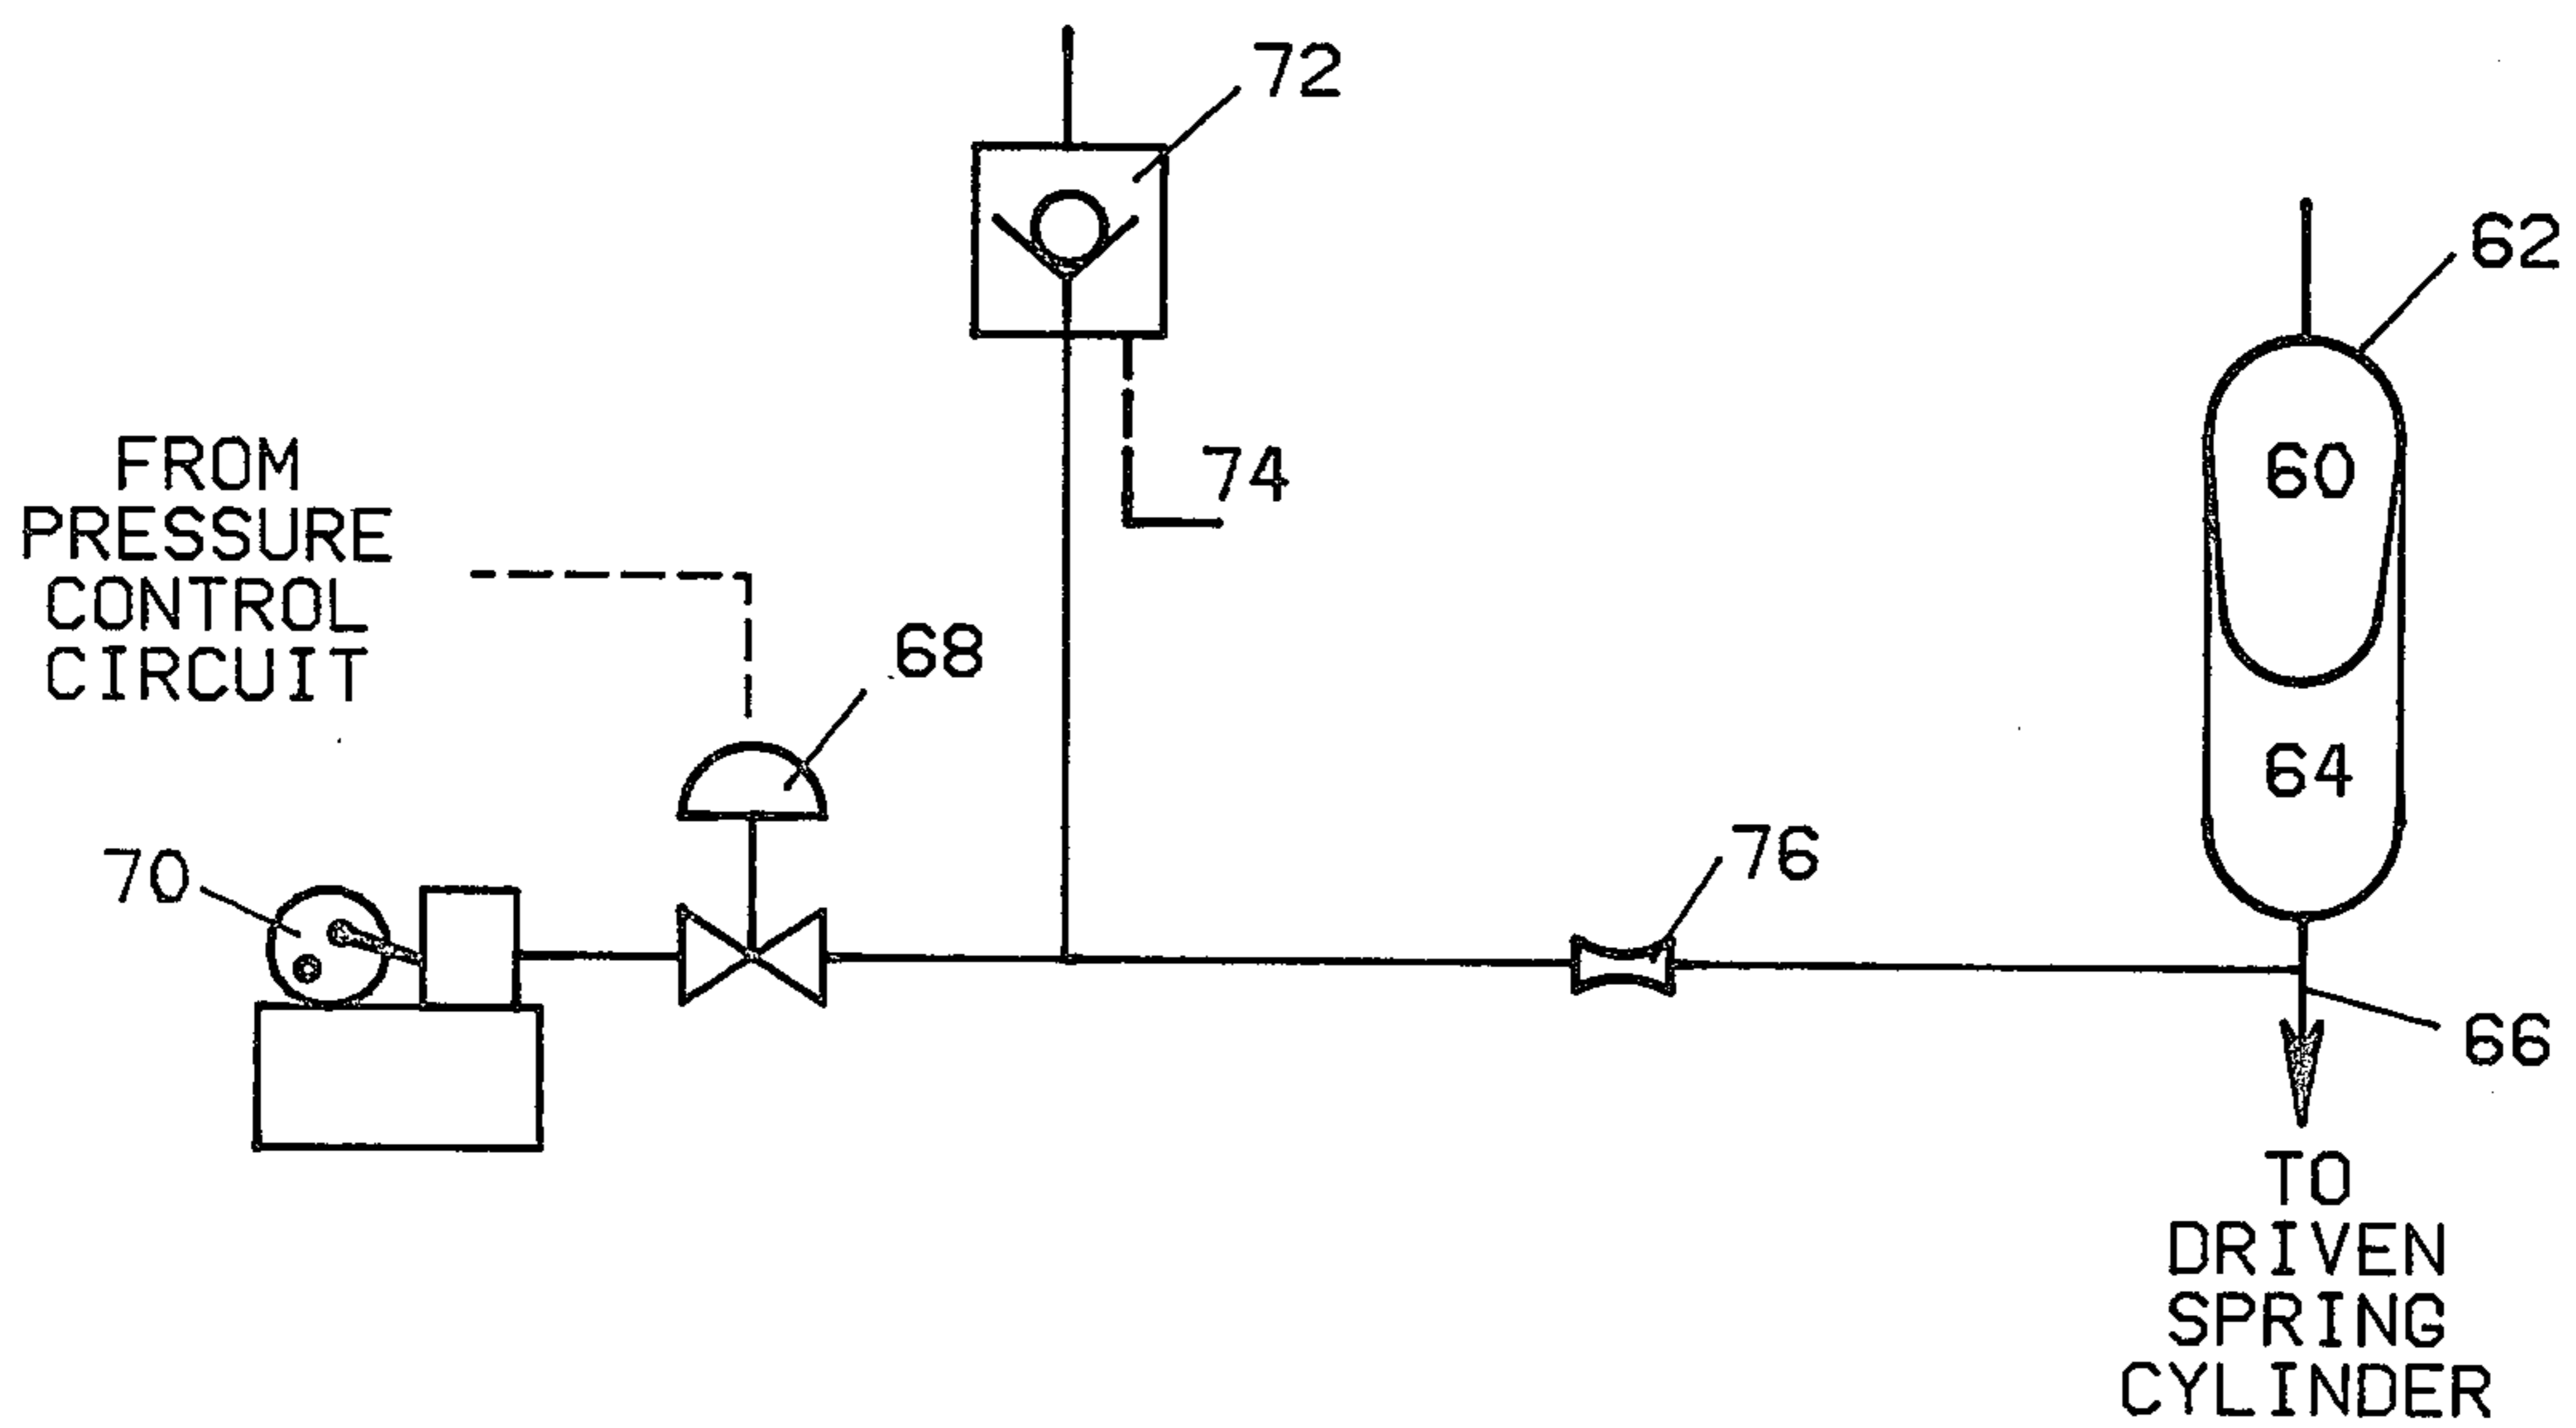 72
62
60
FROM
PRESSURE
CONTROL
CIRCUIT
74
68
64
70
76
66
TO
DRIVEN
SPRING
CYLINDER